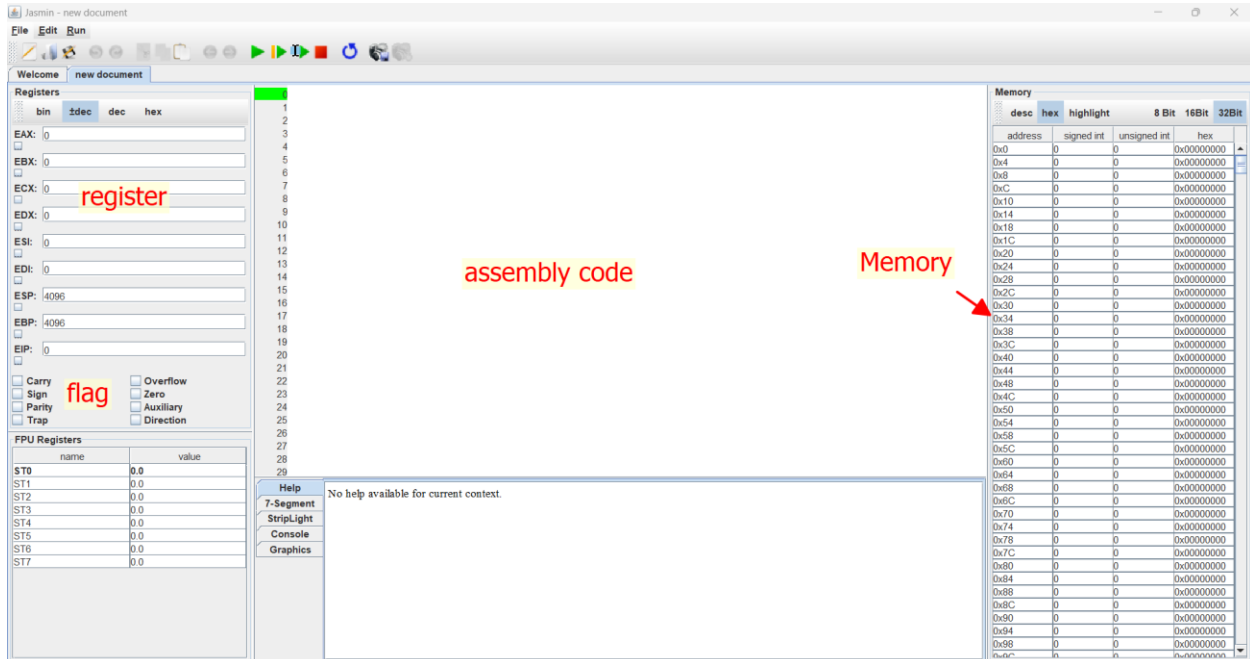 Jasmin - new document
File Edit Run
Welcome new document
Registers
bin ±dec dec hex
EAX: 0
EBX: 0
ECX: 0
register
EDX: 0
ESI: 0
EDI: 0
ESP: 4096
EBP: 4096
EIP: 0
Carry Overflow
Sign Zero
flag
Parity Auxiliary
Trap Direction
FPU Registers
name value
ST0 0.0
ST1 0.0
ST2 0.0
ST3 0.0
ST4 0.0
ST5 0.0
ST6 0.0
ST7 0.0
0
1
2
3
4
5
6
7
8
9
10
11
12
13
14
15
16
17
18
19
20
21
22
23
24
25
26
27
28
29
assembly code
Help
7-Segment
StripLight
Console
Graphics
No help available for current context.
Memory
Memory
desc hex highlight 8 Bit 16Bit 32Bit
address signed int unsigned int hex
0x0 0 0 0x00000000
0x4 0 0 0x00000000
0x8 0 0 0x00000000
0xC 0 0 0x00000000
0x10 0 0 0x00000000
0x14 0 0 0x00000000
0x18 0 0 0x00000000
0x1C 0 0 0x00000000
0x20 0 0 0x00000000
0x24 0 0 0x00000000
0x28 0 0 0x00000000
0x2C 0 0 0x00000000
0x30 0 0 0x00000000
0x34 0 0 0x00000000
0x38 0 0 0x00000000
0x3C 0 0 0x00000000
0x40 0 0 0x00000000
0x44 0 0 0x00000000
0x48 0 0 0x00000000
0x4C 0 0 0x00000000
0x50 0 0 0x00000000
0x54 0 0 0x00000000
0x58 0 0 0x00000000
0x5C 0 0 0x00000000
0x60 0 0 0x00000000
0x64 0 0 0x00000000
0x68 0 0 0x00000000
0x6C 0 0 0x00000000
0x70 0 0 0x00000000
0x74 0 0 0x00000000
0x78 0 0 0x00000000
0x7C 0 0 0x00000000
0x80 0 0 0x00000000
0x84 0 0 0x00000000
0x88 0 0 0x00000000
0x8C 0 0 0x00000000
0x90 0 0 0x00000000
0x94 0 0 0x00000000
0x98 0 0 0x00000000
0x9C 0 0 0x00000000